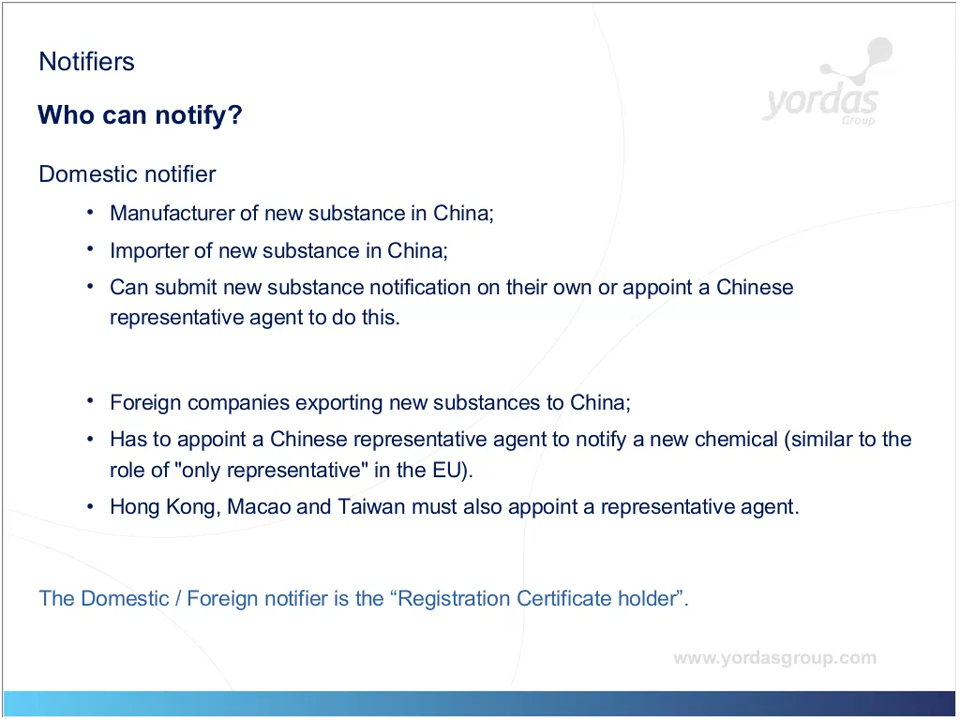 Notifiers
yordas
Group
Who can notify?
Domestic notifier
• Manufacturer of new substance in China;
• Importer of new substance in China;
• Can submit new substance notification on their own or appoint a Chinese
representative agent to do this.
• Foreign companies exporting new substances to China;
• Has to appoint a Chinese representative agent to notify a new chemical (similar to the
role of "only representative" in the EU).
• Hong Kong, Macao and Taiwan must also appoint a representative agent.
The Domestic / Foreign notifier is the “Registration Certificate holder”.
www.yordasgroup.com